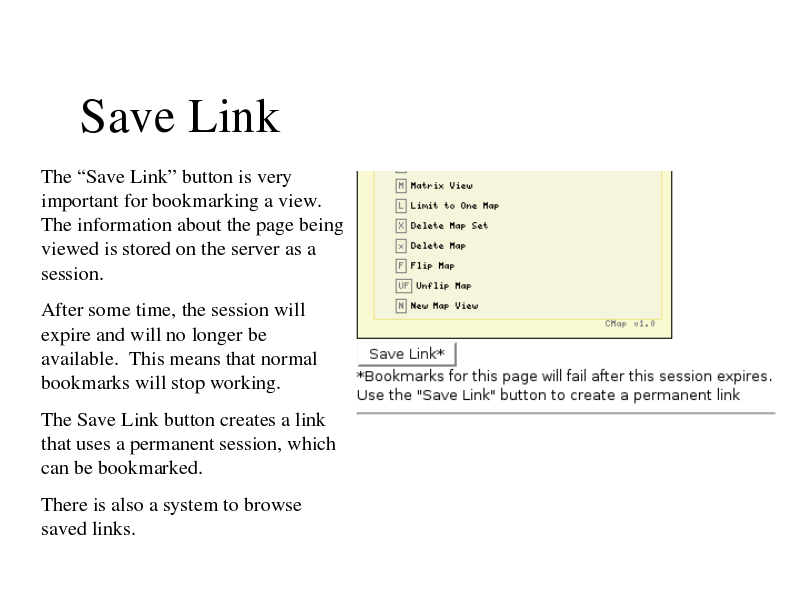 Save Link
The “Save Link” button is very
important for bookmarking a view.
The information about the page being
viewed is stored on the server as a
session.
After some time, the session will
expire and will no longer be
available.  This means that normal
bookmarks will stop working.
The Save Link button creates a link
that uses a permanent session, which
can be bookmarked.
There is also a system to browse
saved links.
M Matrix View
L Limit to One Map
X Delete Map Set
x Delete Map
F Flip Map
UF Unflip Map
N New Map View
CMap v1.0
Save Link*
*Bookmarks for this page will fail after this session expires.
Use the "Save Link" button to create a permanent link